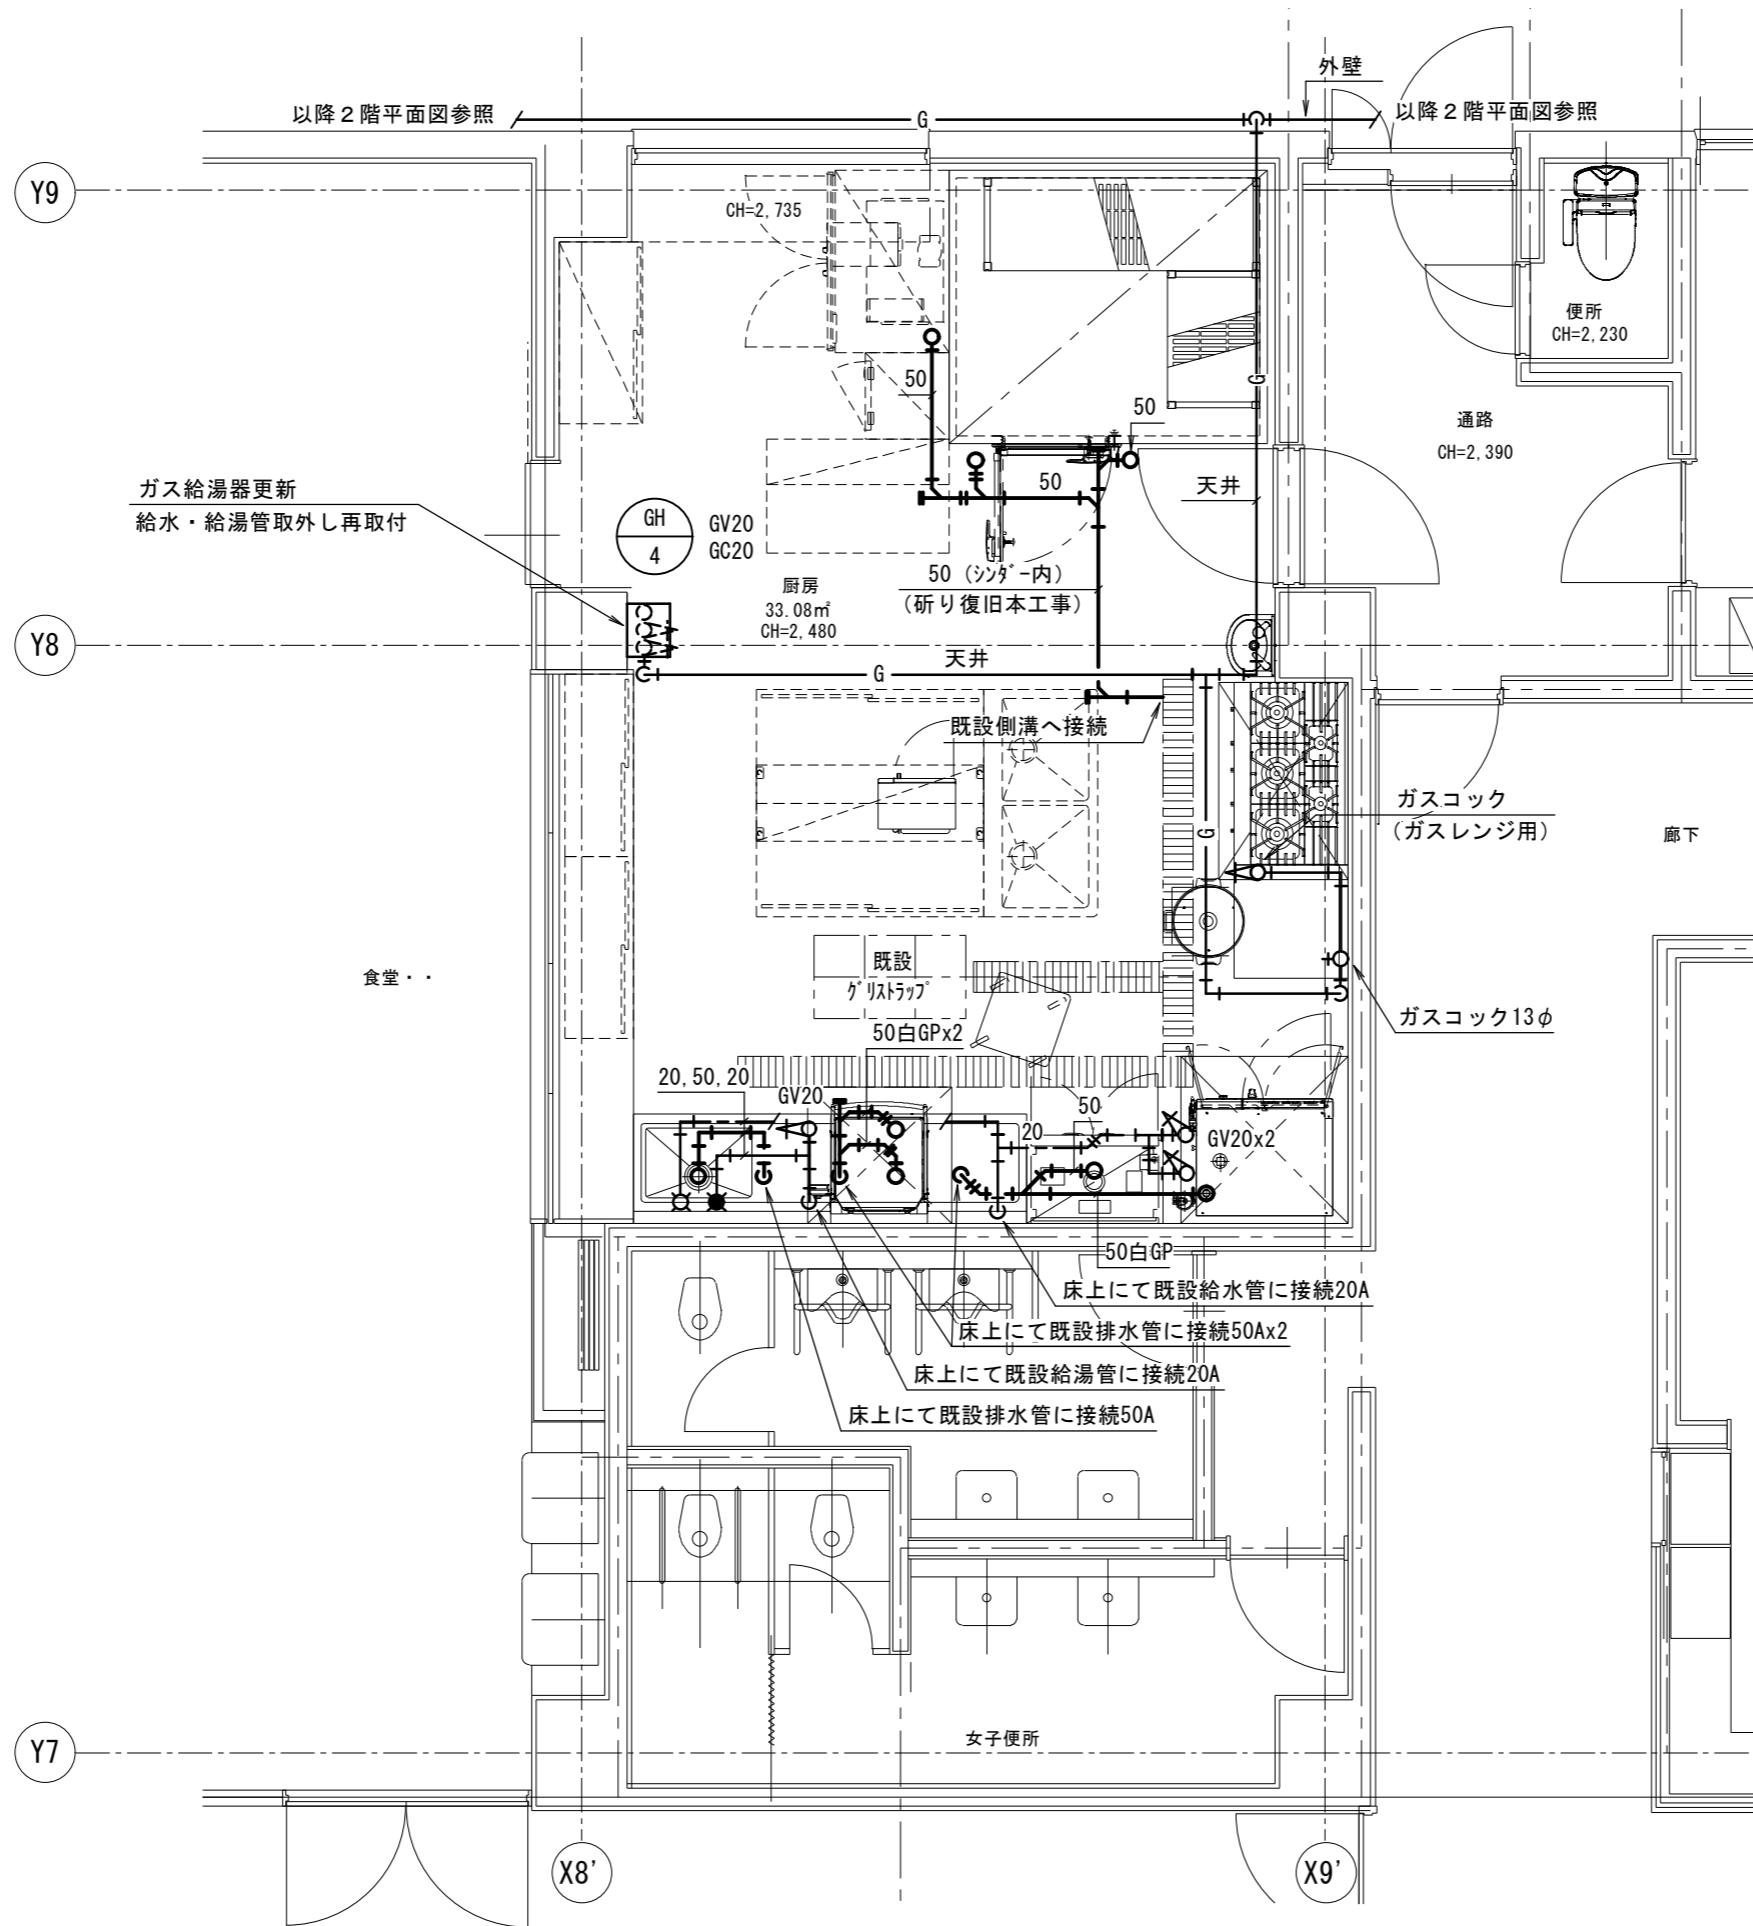 外壁
以降2階平面図参照
G
以降2階平面図参照
Y9
CH=2,735
便所
CH=2,230
50
G
50
通路
CH=2,390
ガス給湯器更新
給水・給湯管取外し再取付
GH
4
GV20
GC20
50
天井
厨房
33.08㎡
CH=2,480
50 (ｼﾝﾀﾞｰ内)
(斫り復旧本工事)
Y8
天井
G
既設側溝へ接続
ガスコック
(ガスレンジ用)
G
廊下
食堂・・
既設
ｸﾞﾘｽﾄﾗｯﾌﾟ
ガスコック13φ
50白GPx2
20,50,20
GV20
50
20
GV20x2
50白GP
床上にて既設給水管に接続20A
床上にて既設排水管に接続50Ax2
床上にて既設給湯管に接続20A
床上にて既設排水管に接続50A
女子便所
Y7
X8'
X9'